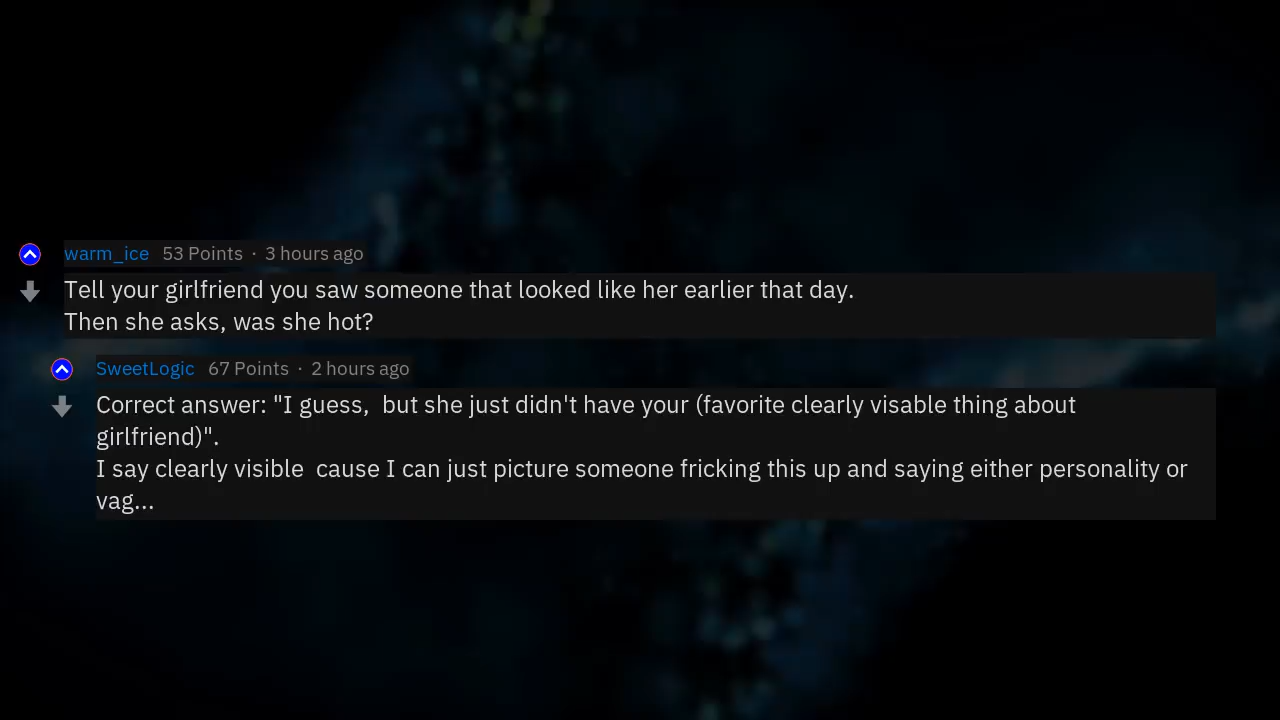 warm_ice 53 Points · 3 hours ago
Tell your girlfriend you saw someone that looked like her earlier that day.
Then she asks, was she hot?
SweetLogic 67 Points · 2 hours ago
Correct answer: "I guess,  but she just didn't have your (favorite clearly visable thing about
girlfriend)".
I say clearly visible  cause I can just picture someone fricking this up and saying either personality or
vag...